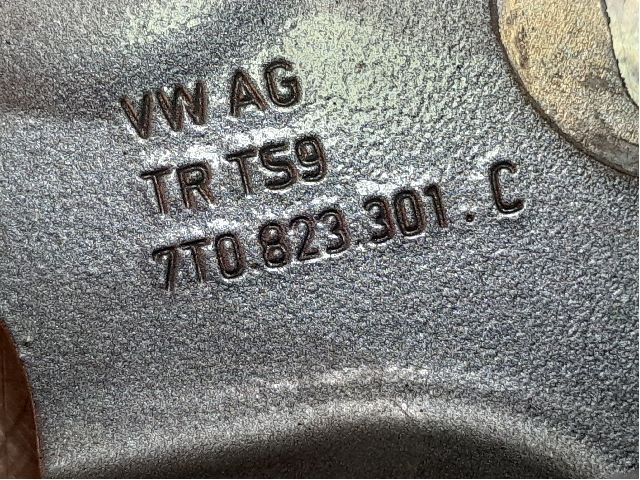 VW AG
TR TS9
7T0.823.301.C